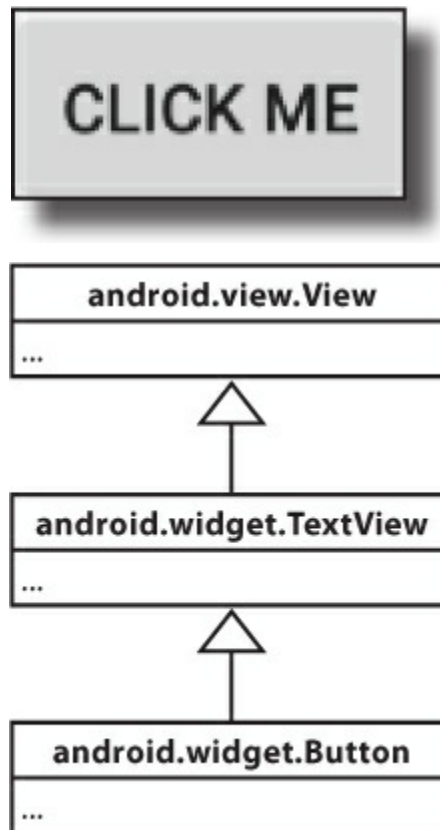 CLICK ME
android.view.View
...
android.widget.TextView
...
android.widget.Button
...